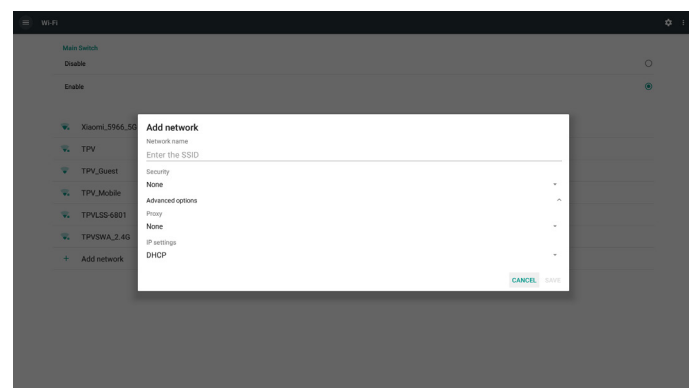 Wi-Fi
Main Switch
Disable
Enable
Xiaomi_5966_5G
TPV
TPV_Guest
TPV_Mobile
TPVLSS-6801
TPVSWA_2.4G
Add network
Add network
Network name
Enter the SSID
Security
None
Advanced options
Proxy
None
IP settings
DHCP
CANCEL SAVE